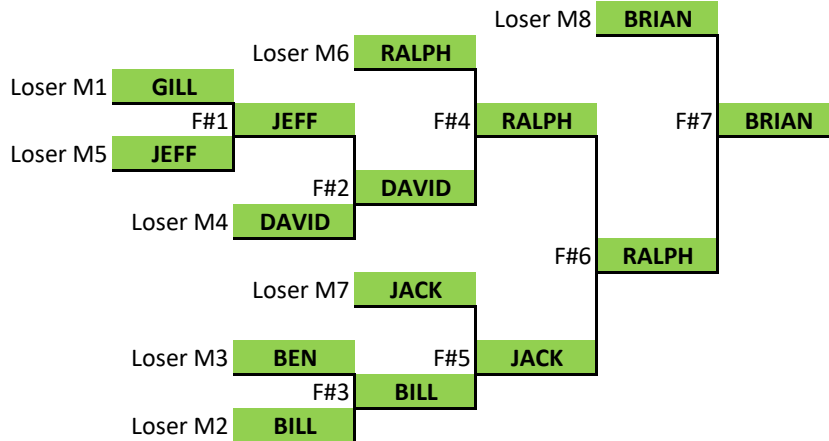 Loser M8 BRIAN
Loser M6 RALPH
Loser M1 GILL
F#1 JEFF F#4 RALPH F#7 BRIAN
Loser M5 JEFF
F#2 DAVID
Loser M4 DAVID
F#6 RALPH
Loser M7 JACK
Loser M3 BEN F#5 JACK
F#3 BILL
Loser M2 BILL